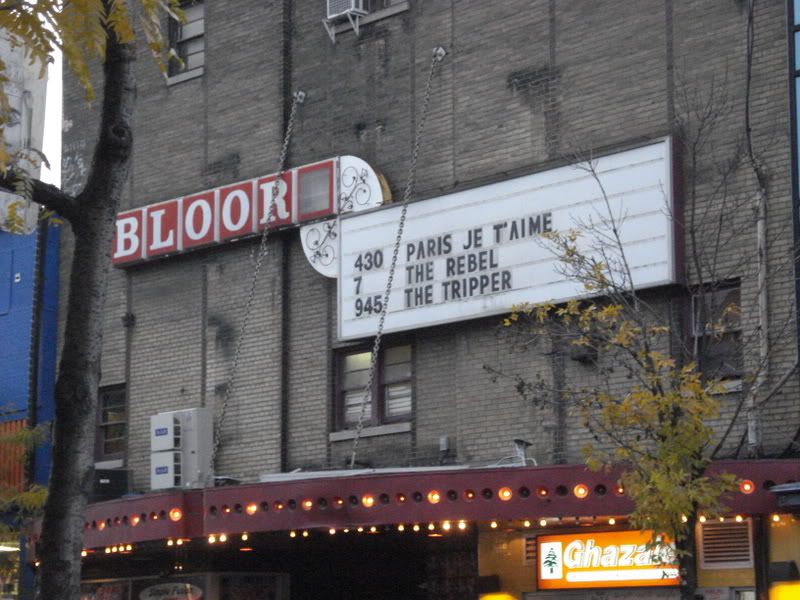 BLOOR
430 PARIS JE T'AIME
7 THE REBEL
945 THE TRIPPER
Ghazale